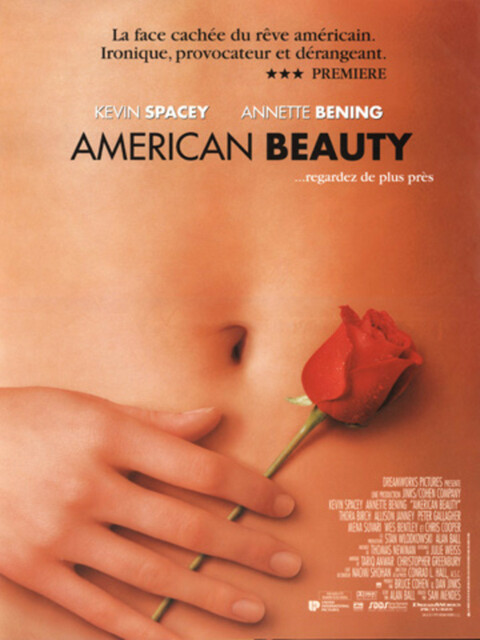 La face cachée du rêve américain.
Ironique, provocateur et dérangeant.
★★★ PREMIERE
KEVIN SPACEY ANNETTE BENING
AMERICAN BEAUTY
...regardez de plus près
DREAMWORKS PICTURES PRESENTE
UNE PRODUCTION JINKS/COHEN COMPANY
KEVIN SPACEY ANNETTE BENING "AMERICAN BEAUTY"
THORA BIRCH ALLISON JANNEY PETER GALLAGHER
MENA SUVARI WES BENTLEY ET CHRIS COOPER
STAN WLODKOWSKI ALAN BALL
THOMAS NEWMAN JULIE WEISS
TARIQ ANWAR CHRISTOPHER GREENBURY
NAOMI SHOHAN CONRAD L. HALL, A.S.C.
BRUCE COHEN ET DAN JINKS
ALAN BALL SAM MENDES